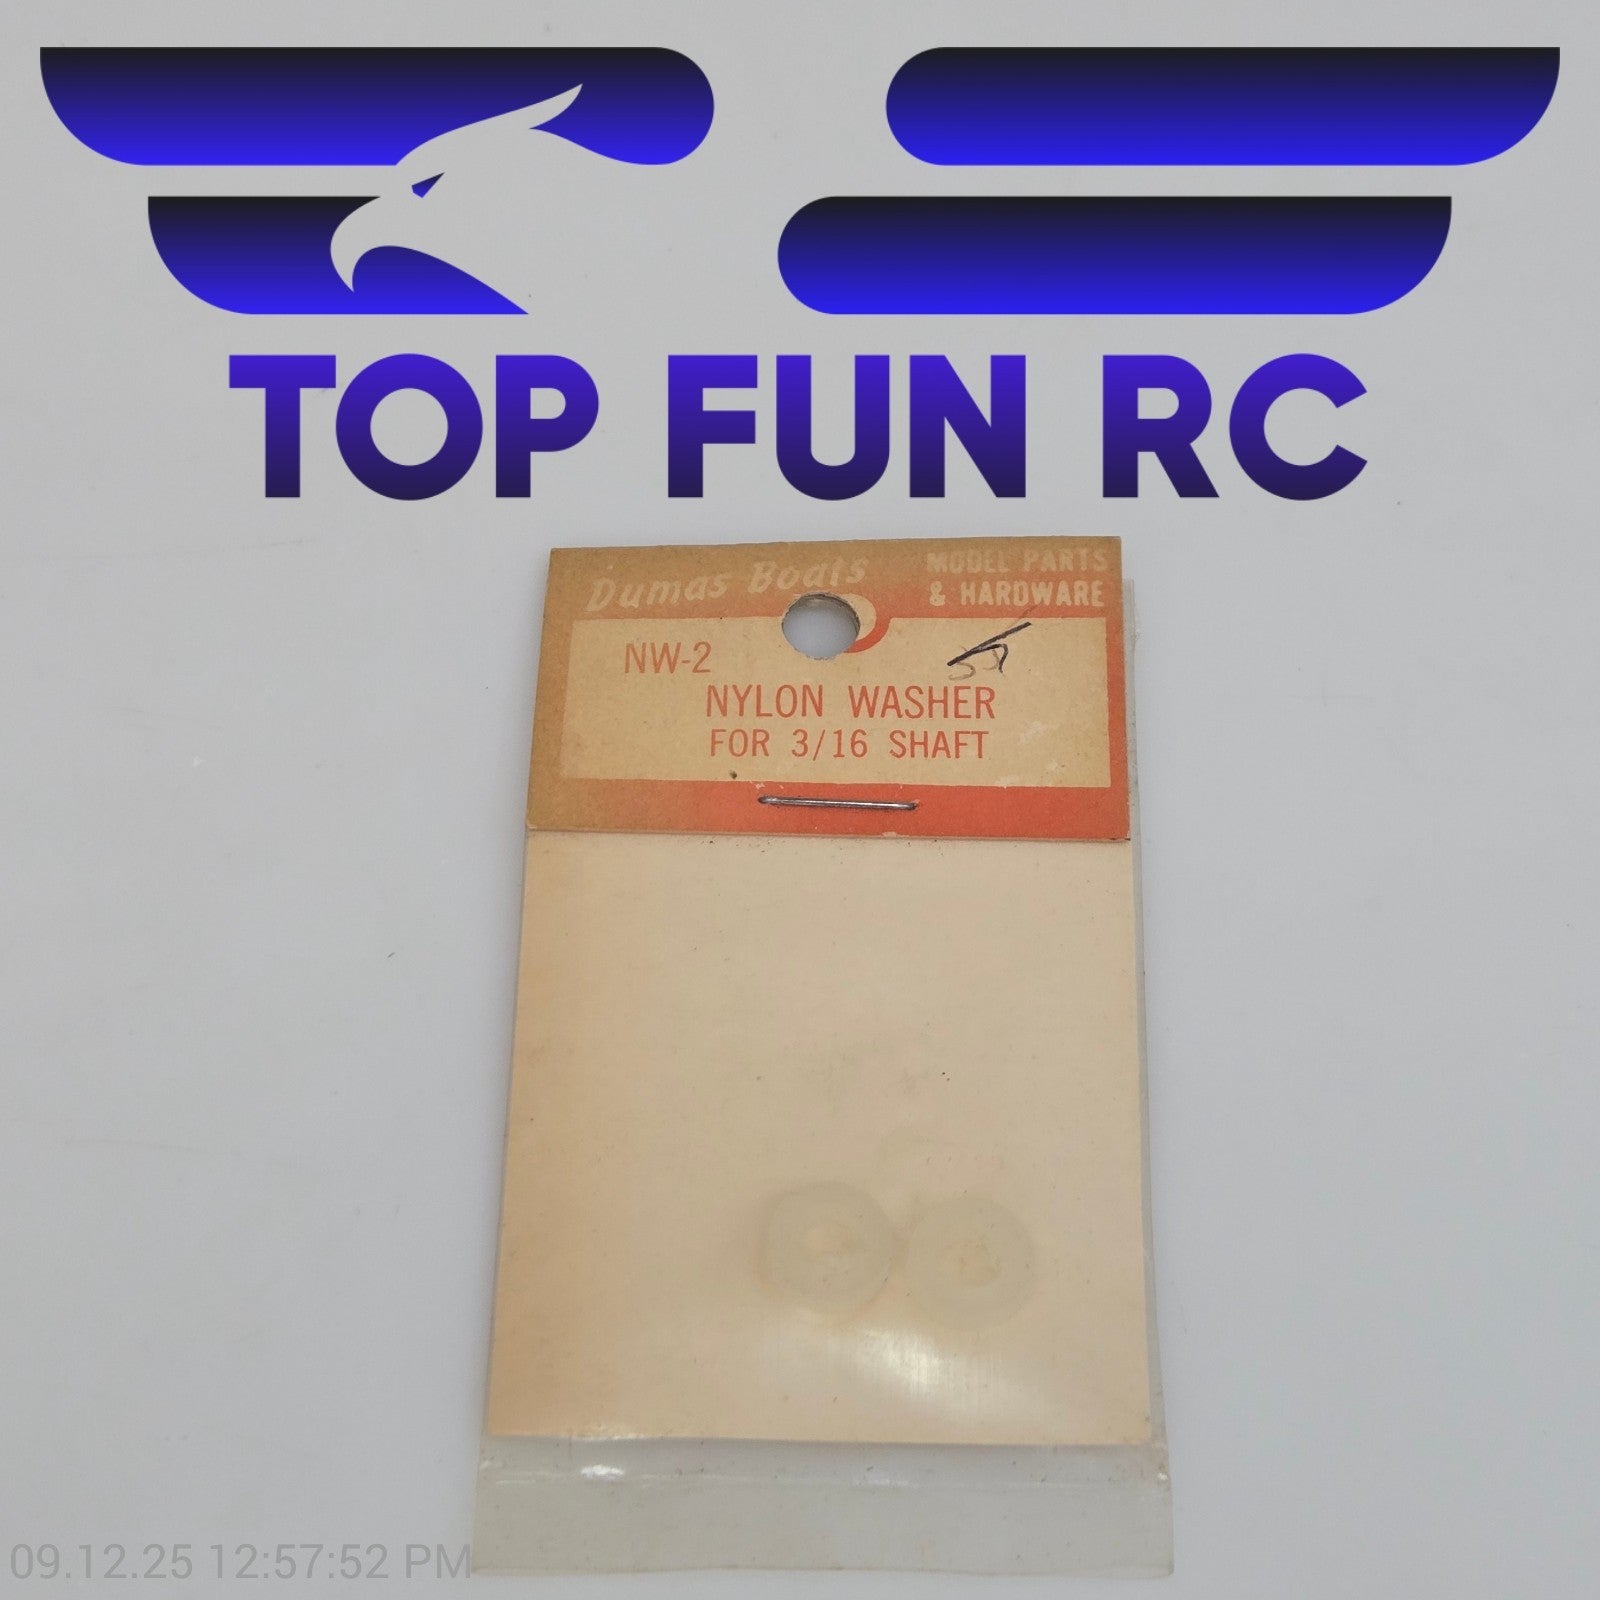 TOP FUN RC
Dumas Boats
MODEL PARTS
& HARDWARE
NW-2
NYLON WASHER
FOR 3/16 SHAFT
09.12.25 12:57:52 PM